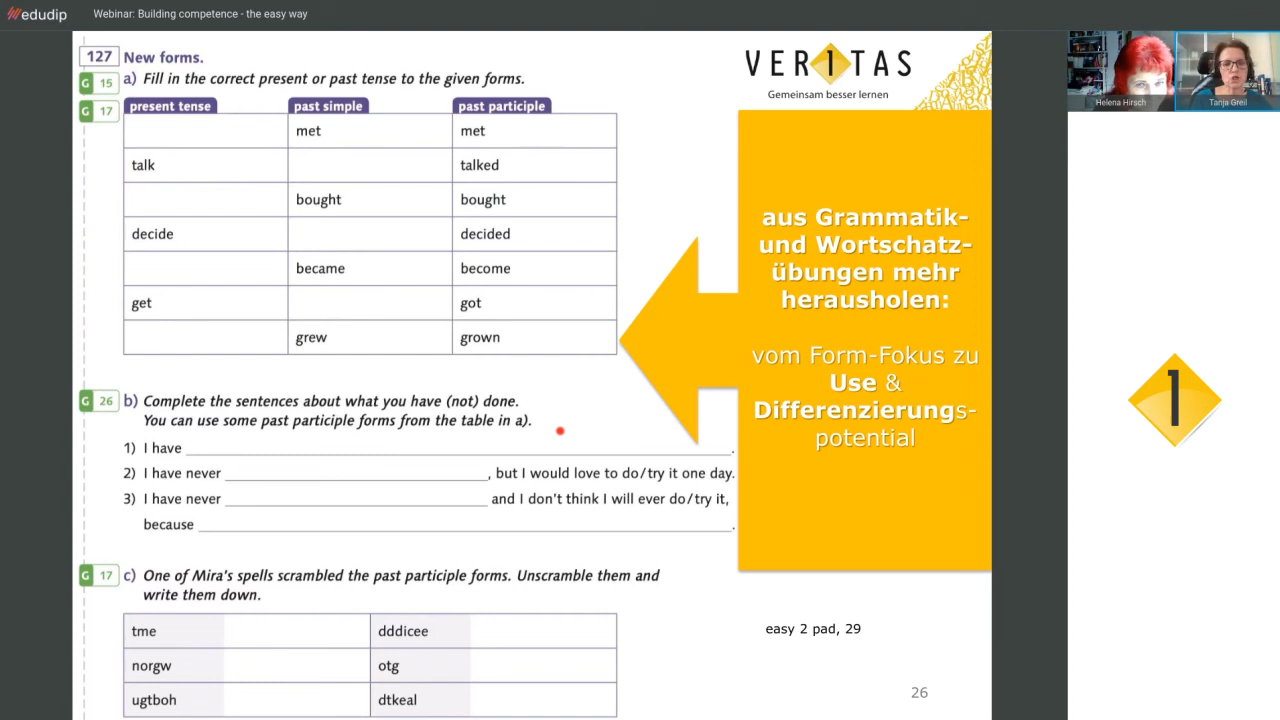 edudip Webinar: Building competence - the easy way
127 New forms.
G 15 a) Fill in the correct present or past tense to the given forms.
G 17 present tense past simple past participle
met met
talk talked
bought bought
decide decided
became become
get got
grew grown
G 26 b) Complete the sentences about what you have (not) done.
You can use some past participle forms from the table in a).
1) I have .
2) I have never , but I would love to do/try it one day.
3) I have never and I don't think I will ever do/try it,
because .
G 17 c) One of Mira's spells scrambled the past participle forms. Unscramble them and
write them down.
tme dddicee
norgw otg
ugtboh dtkeal
VER1TAS
Gemeinsam besser lernen
aus Grammatik-
und Wortschatz-
übungen mehr
herausholen:
vom Form-Fokus zu
Use &
Differenzierungs-
potential
easy 2 pad, 29
26
Helena Hirsch
Tanja Greil
1